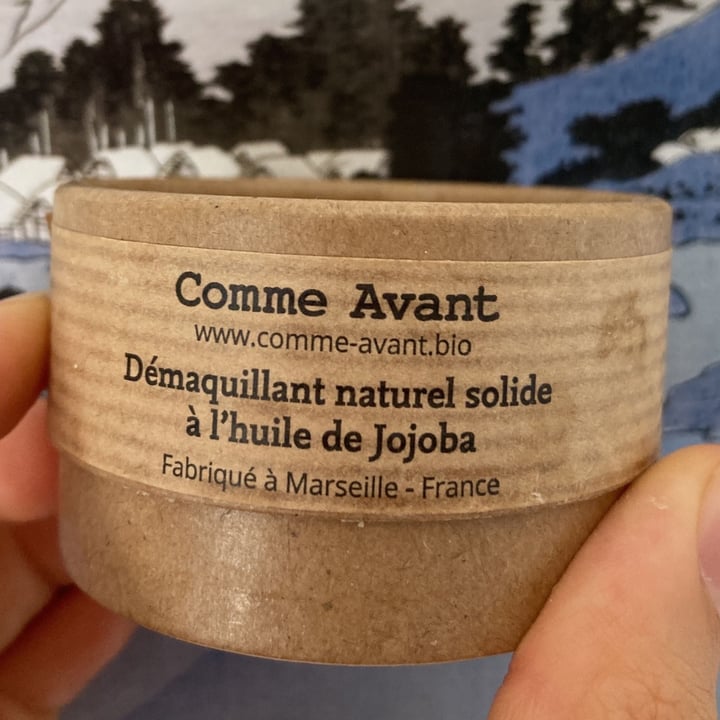 Comme Avant
www.comme-avant.bio
Démaquillant naturel solide
à l'huile de Jojoba
Fabriqué à Marseille - France